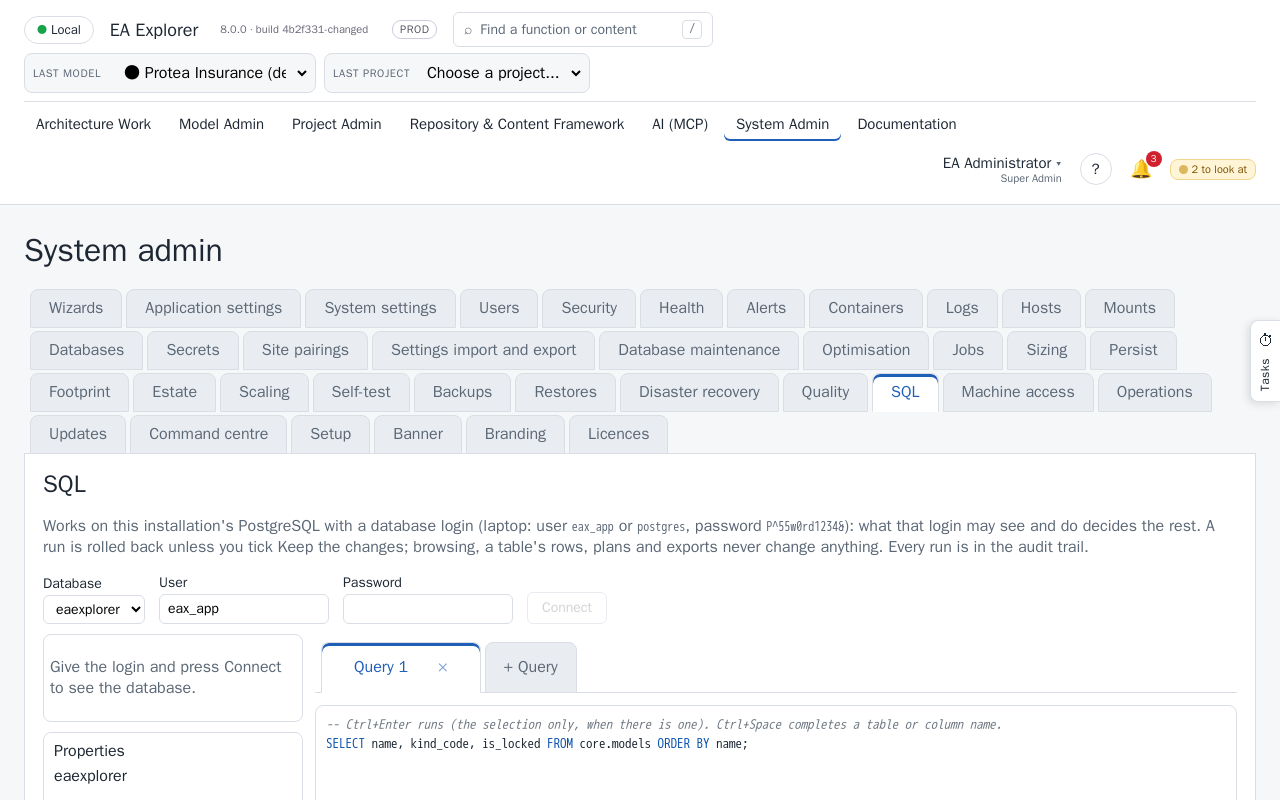 Local
EA Explorer
8.0.0 · build 4b2f331-changed
PROD
Find a function or content
/
LAST MODEL
Protea Insurance (de
LAST PROJECT
Choose a project...
Architecture Work
Model Admin
Project Admin
Repository & Content Framework
AI (MCP)
System Admin
Documentation
EA Administrator
Super Admin
?
3
2 to look at
System admin
Wizards
Application settings
System settings
Users
Security
Health
Alerts
Containers
Logs
Hosts
Mounts
Databases
Secrets
Site pairings
Settings import and export
Database maintenance
Optimisation
Jobs
Sizing
Persist
Footprint
Estate
Scaling
Self-test
Backups
Restores
Disaster recovery
Quality
SQL
Machine access
Operations
Updates
Command centre
Setup
Banner
Branding
Licences
Tasks
SQL
Works on this installation's PostgreSQL with a database login (laptop: user eax_app or postgres, password P^55w0rd1234&): what that login may see and do decides the rest. A
run is rolled back unless you tick Keep the changes; browsing, a table's rows, plans and exports never change anything. Every run is in the audit trail.
Database
User
Password
eaexplorer
eax_app
Connect
Give the login and press Connect
to see the database.
Query 1 ×
+ Query
-- Ctrl+Enter runs (the selection only, when there is one). Ctrl+Space completes a table or column name.
SELECT name, kind_code, is_locked FROM core.models ORDER BY name;
Properties
eaexplorer